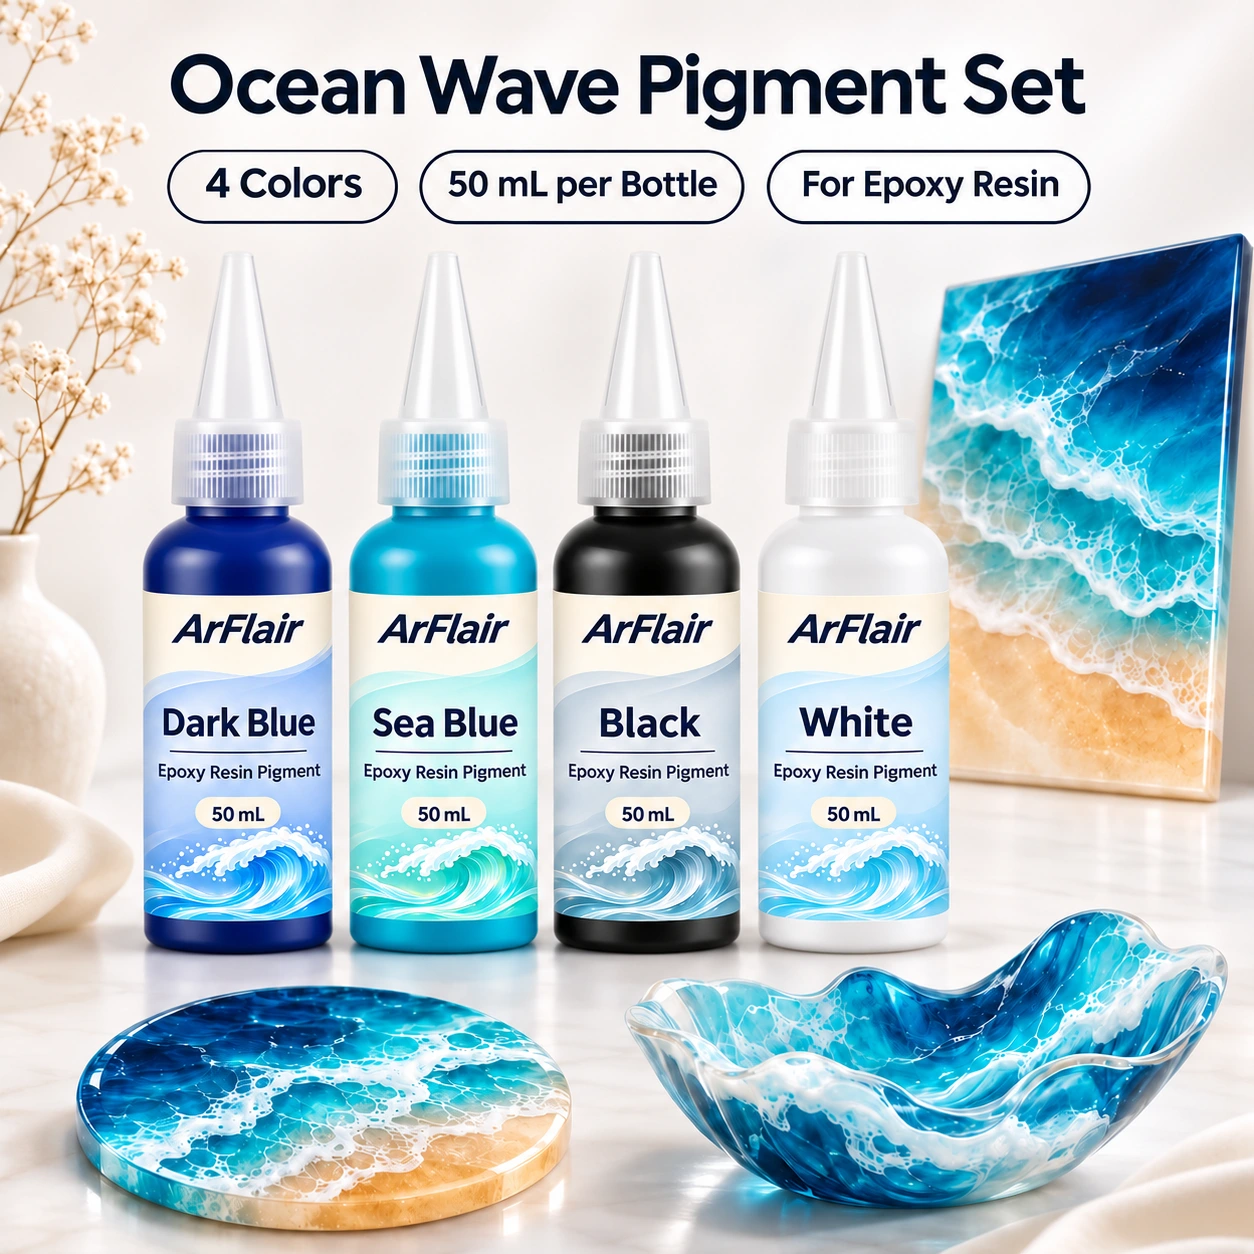 Ocean Wave Pigment Set
4 Colors
50 mL per Bottle
For Epoxy Resin
ArFlair
Dark Blue
Epoxy Resin Pigment
50 mL
ArFlair
Sea Blue
Epoxy Resin Pigment
50 mL
ArFlair
Black
Epoxy Resin Pigment
50 mL
ArFlair
White
Epoxy Resin Pigment
50 mL